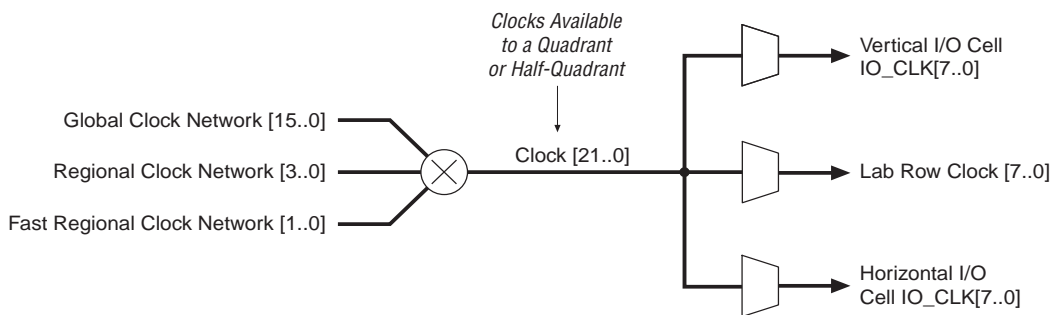 Clocks Available
to a Quadrant
or Half-Quadrant
Vertical I/O Cell
IO_CLK[7..0]
Global Clock Network [15..0]
Clock [21..0]
Regional Clock Network [3..0]
Lab Row Clock [7..0]
Fast Regional Clock Network [1..0]
Horizontal I/O
Cell IO_CLK[7..0]